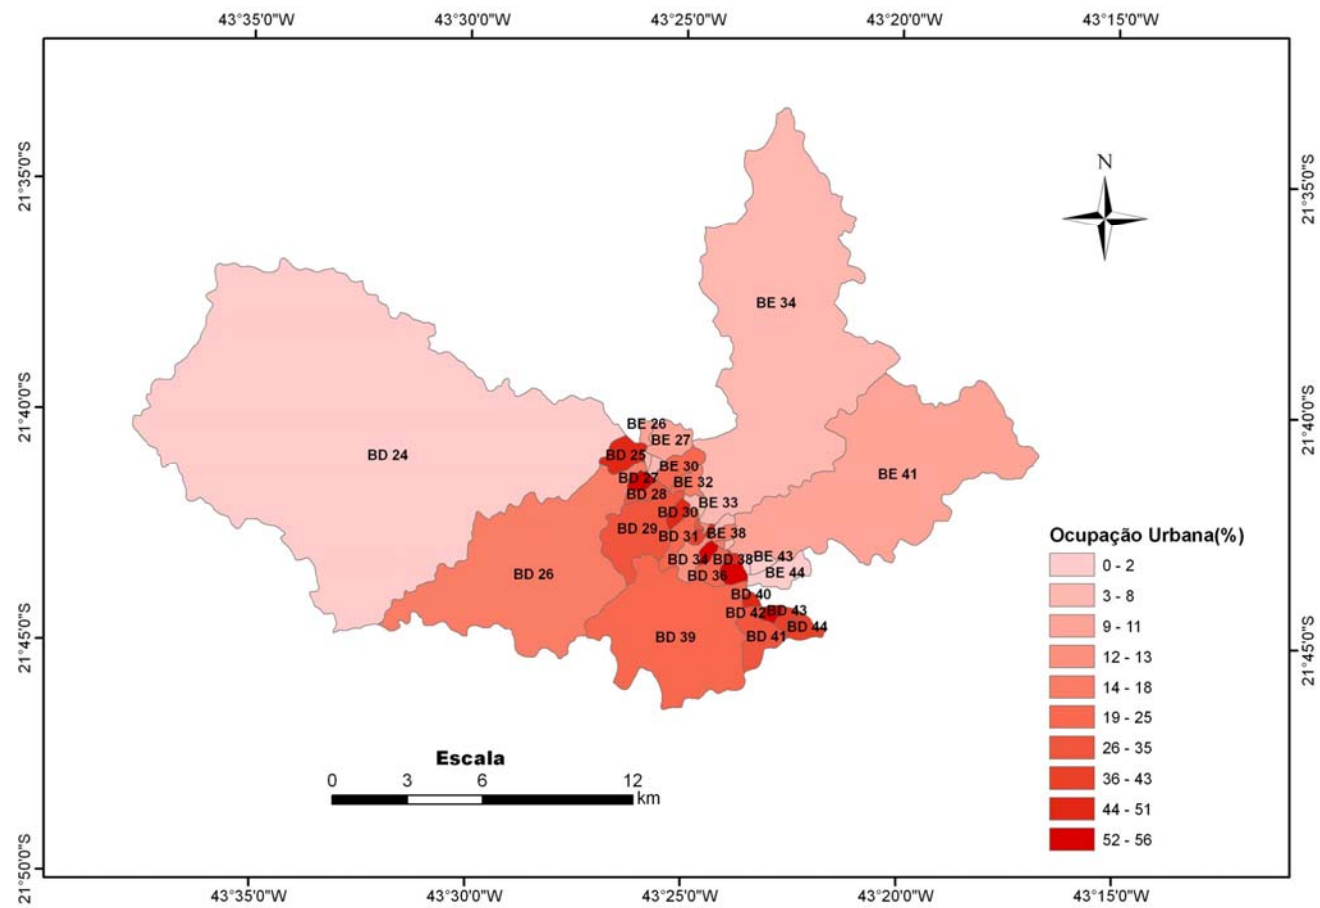 43°35'0"W 43°30'0"W 43°25'0"W 43°20'0"W 43°15'0"W
N
21°35'0"S 21°35'0"S
BE 34
21°40'0"S 21°40'0"S
BE 26
BE 27
BD 24 BD 25
BE 30
BE 41
BD 27
BE 32
BD 28
BE 33
BD 30
BD 29
BD 31 BE 38
BD 34 BD 38 BE 43
BD 26 BD 36 BE 44
BD 40
BD 42 BD 43
BD 44
BD 39 BD 41
21°45'0"S 21°45'0"S
Ocupação Urbana(%)
0 - 2
3 - 8
9 - 11
12 - 13
14 - 18
19 - 25
26 - 35
36 - 43
44 - 51
52 - 56
Escala
0 3 6 12
km
21°50'0"S 21°50'0"S
43°35'0"W 43°30'0"W 43°25'0"W 43°20'0"W 43°15'0"W